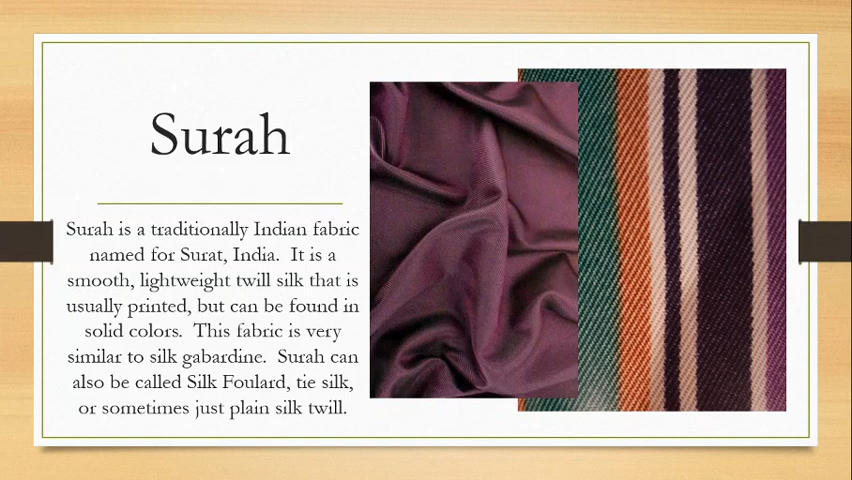 Surah
Surah is a traditionally Indian fabric
named for Surat, India.  It is a
smooth, lightweight twill silk that is
usually printed, but can be found in
solid colors.  This fabric is very
similar to silk gabardine.  Surah can
also be called Silk Foulard, tie silk,
or sometimes just plain silk twill.